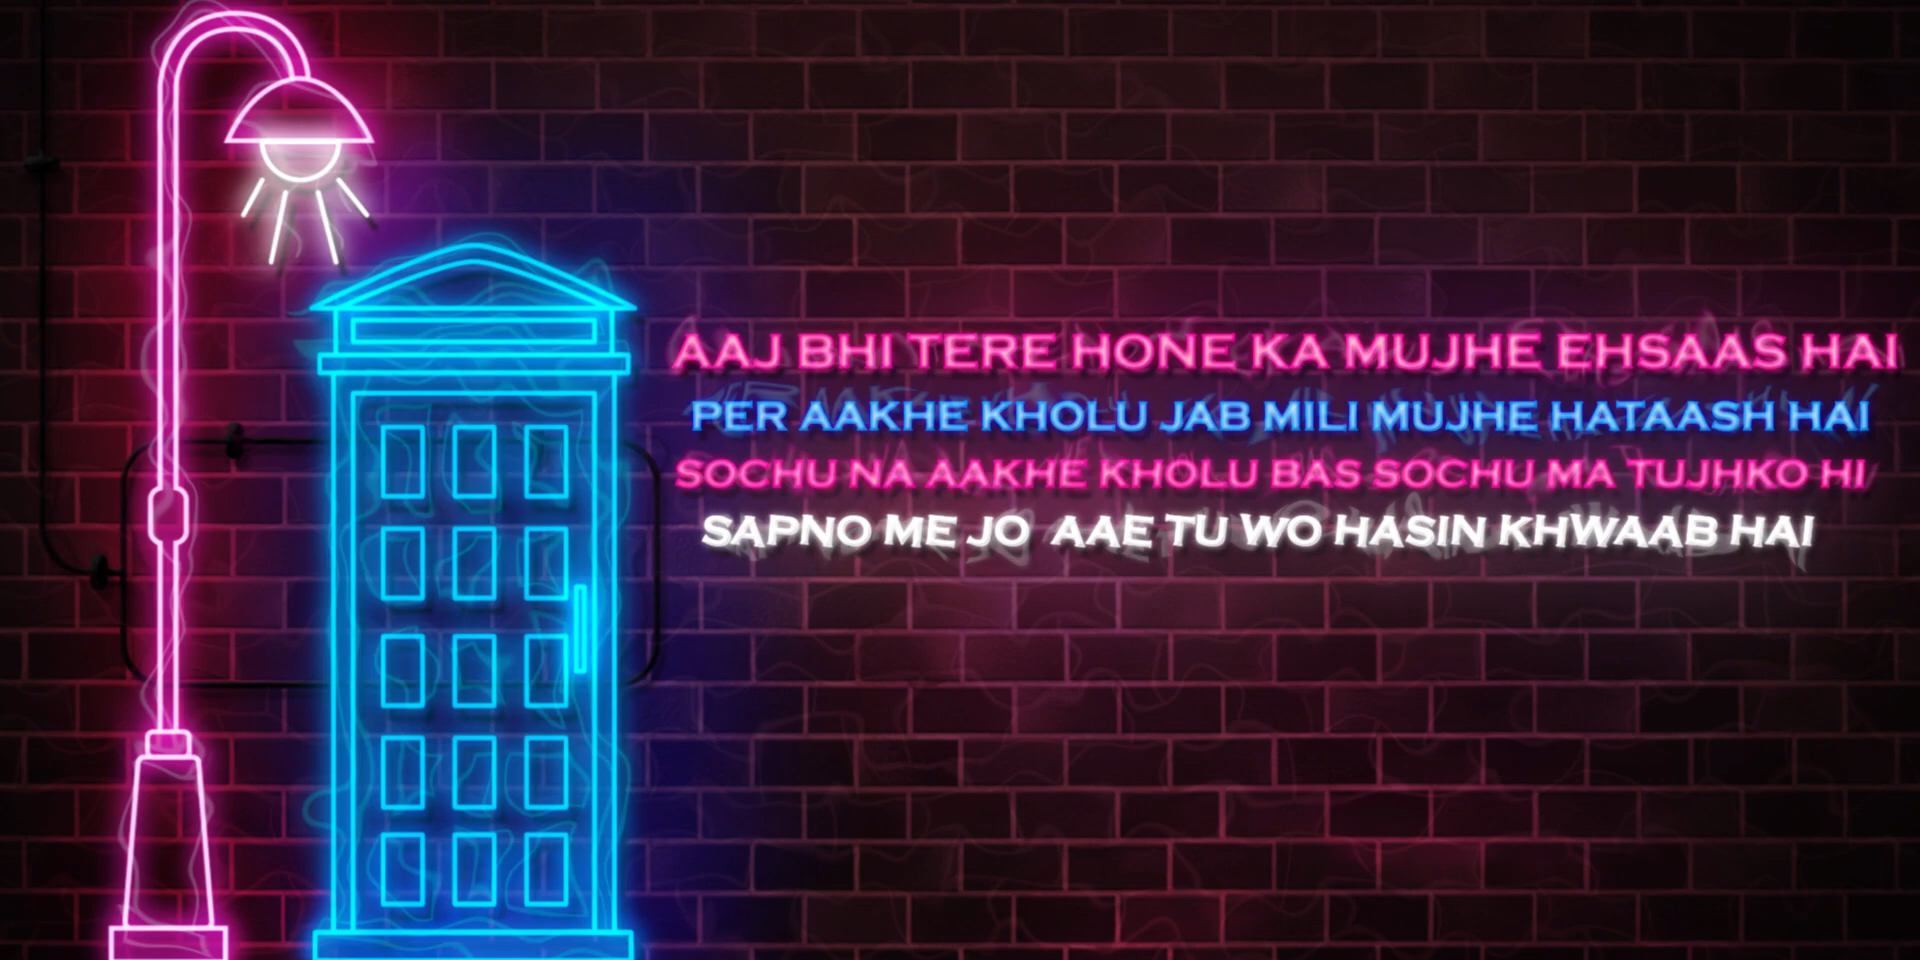 AAJ BHI TERE HONE KA MUJHE EHSAAS HAI
PER AAKHE KHOLU JAB MILI MUJHE HATAASH HAI
SOCHU NA AAKHE KHOLU BAS SOCHU MA TUJHKO HI
SAPNO ME JO AAE TU WO HASIN KHWAAB HAI